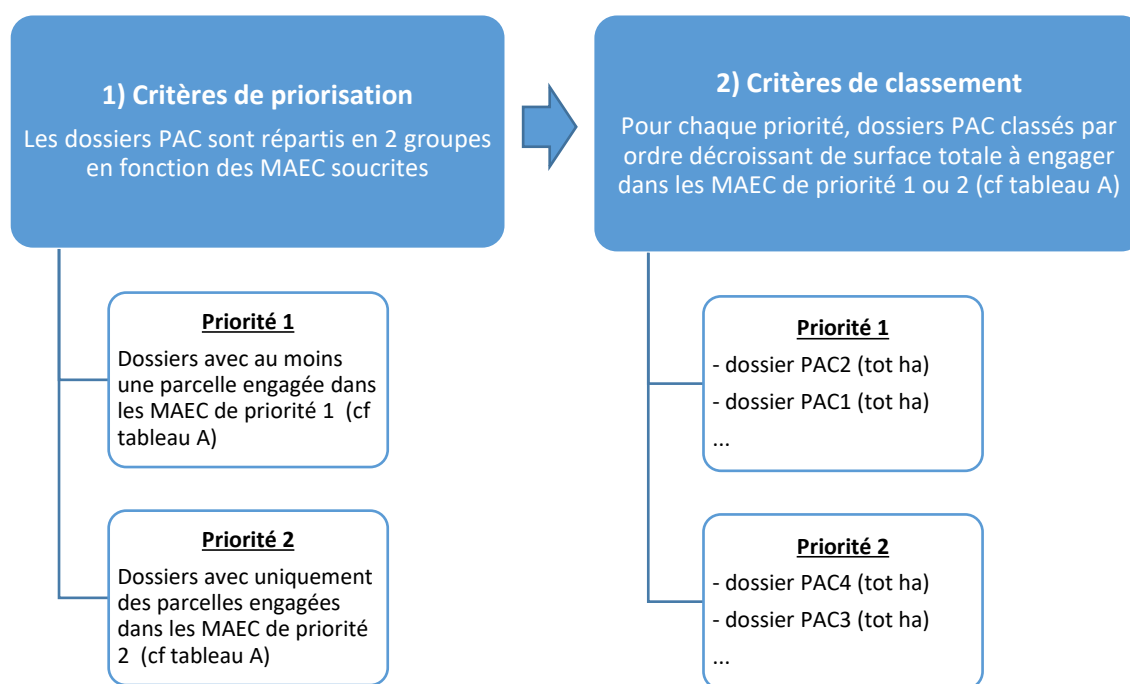 1) Critères de priorisation
Les dossiers PAC sont répartis en 2 groupes
en fonction des MAEC soucrites
2) Critères de classement
Pour chaque priorité, dossiers PAC classés par
ordre décroissant de surface totale à engager
dans les MAEC de priorité 1 ou 2 (cf tableau A)
Priorité 1
Dossiers avec au moins
une parcelle engagée dans
les MAEC de priorité 1 (cf
tableau A)
Priorité 2
Dossiers avec uniquement
des parcelles engagées
dans les MAEC de priorité
2 (cf tableau A)
Priorité 1
- dossier PAC2 (tot ha)
- dossier PAC1 (tot ha)
...
Priorité 2
- dossier PAC4 (tot ha)
- dossier PAC3 (tot ha)
...